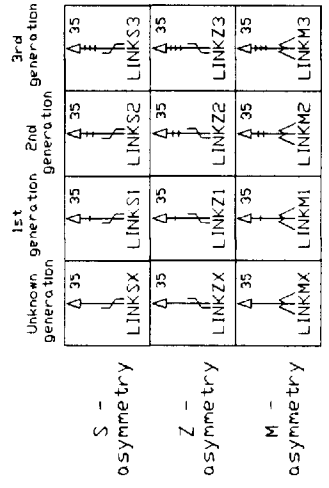 Unknown generation
1st generation
2nd generation
3rd generation
S - asymmetry
35 LINKSX
35 LINKS1
35 LINKS2
35 LINKS3
Z - asymmetry
35 LINKZX
35 LINKZ1
35 LINKZ2
35 LINKZ3
M - asymmetry
35 LINKMX
35 LINKM1
35 LINKM2
35 LINKM3